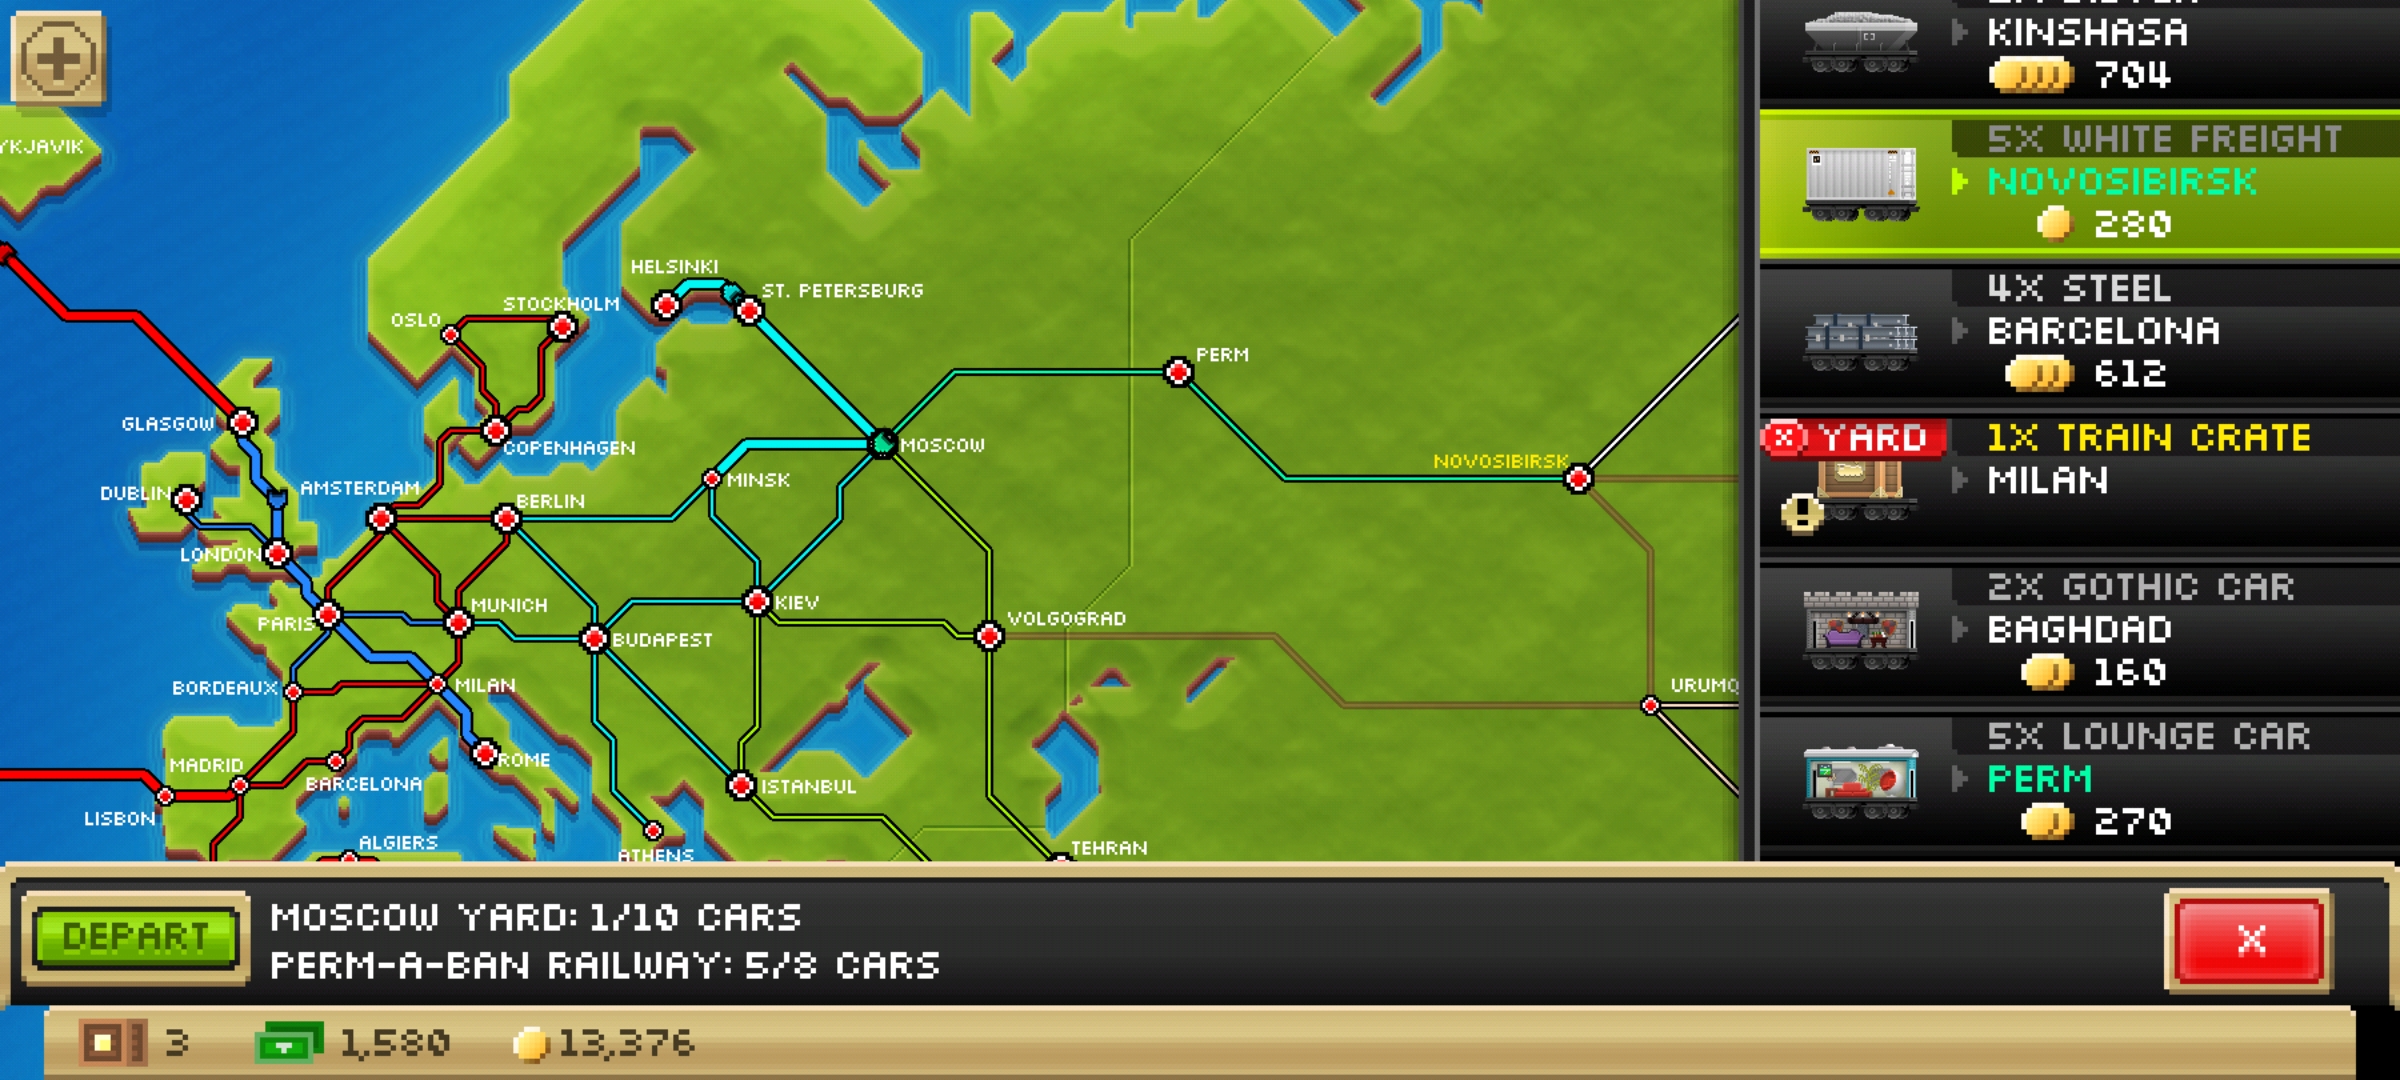 KINSHASA
704
YKJAVIK
5X WHITE FREIGHT
NOVOSIBIRSK
280
HELSINKI
ST. PETERSBURG
STOCKHOLM
OSLO
4X STEEL
BARCELONA
612
PERM
GLASGOW
COPENHAGEN
MOSCOW
NOVOSIBIRSK
YARD
1X TRAIN CRATE
MILAN
DUBLIN
AMSTERDAM
BERLIN
MINSK
LONDON
PARIS
MUNICH
BUDAPEST
KIEV
VOLGOGRAD
2X GOTHIC CAR
BAGHDAD
160
BORDEAUX
MILAN
URUMQ
ROME
MADRID
BARCELONA
ISTANBUL
5X LOUNGE CAR
PERM
270
LISBON
ALGIERS
ATHENS
TEHRAN
DEPART
MOSCOW YARD: 1/10 CARS
PERM-A-BAN RAILWAY: 5/8 CARS
X
3
1,580
13,376